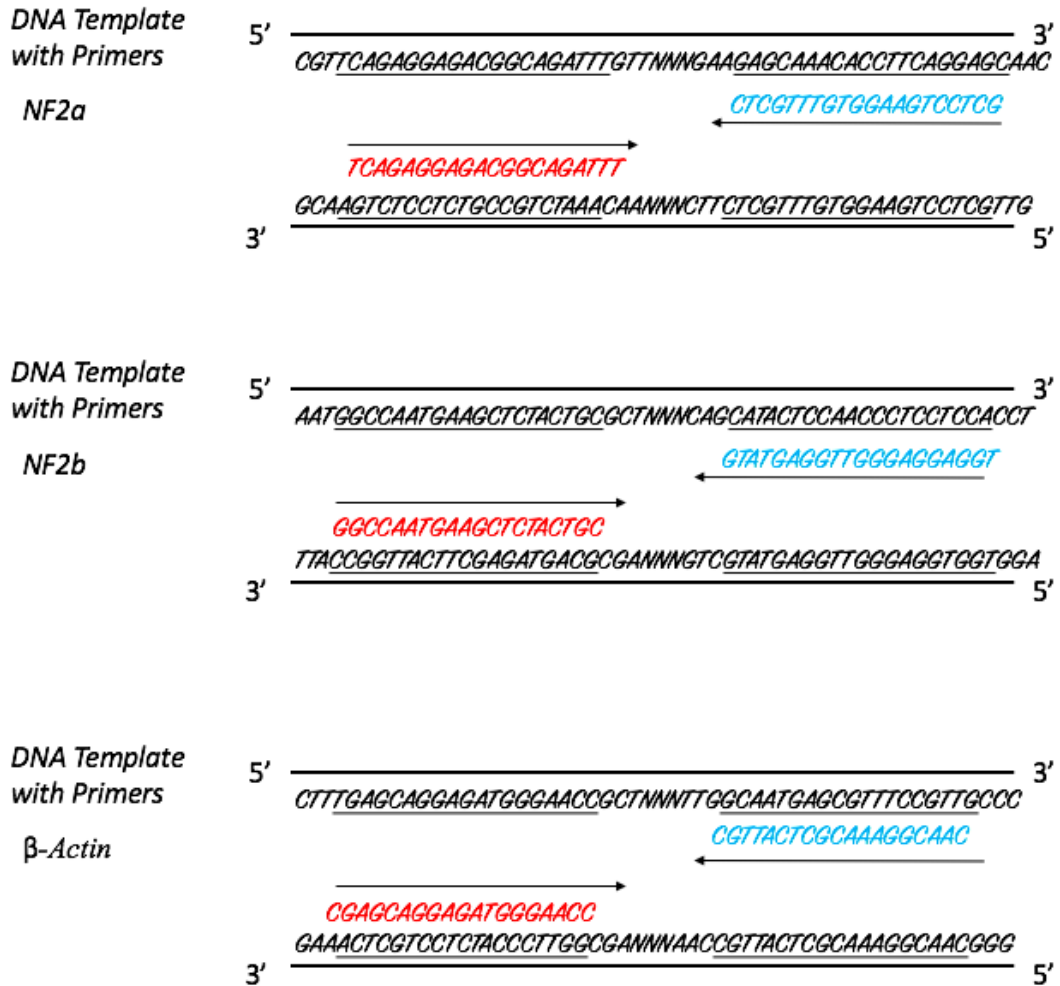 DNA Template
with Primers
5’ 3’
CGTTCAGAGGAGACGGCAGATTTGTTNNNGAAGAGCAAACACCTTCAGGAGCAAC
NF2a
CTCGTTTGTGGAAGTCCTCG
TCAGAGGAGACGGCAGATTT
GCAAGTCTCCTCTGCCGTCTAAACAANNNCTTCTCGTTTGTGGAAGTCCTCGTTG
3’ 5’
DNA Template
with Primers
5’ 3’
AATGGCCAATGAAGCTCTACTGCGCTNNNCAGCATACTCCAACCCTCCTCCACCT
NF2b
GTATGAGGTTGGGAGGAGGT
GGCCAATGAAGCTCTACTGC
TTACCGGTTACTTCGAGATGACGCGANNNGTCGTATGAGGTTGGGAGGTGGTGGA
3’ 5’
DNA Template
with Primers
5’ 3’
CTTTGAGCAGGAGATGGGAACCGCTNNNTTGGCAATGAGCGTTTCCGTTGCCC
β-Actin
CGTTACTCGCAAAGGCAAC
CGAGCAGGAGATGGGAACC
GAAACTCGTCCTCTACCCTTGGCGANNNAACCGTTACTCGCAAAGGCAACGGG
3’ 5’